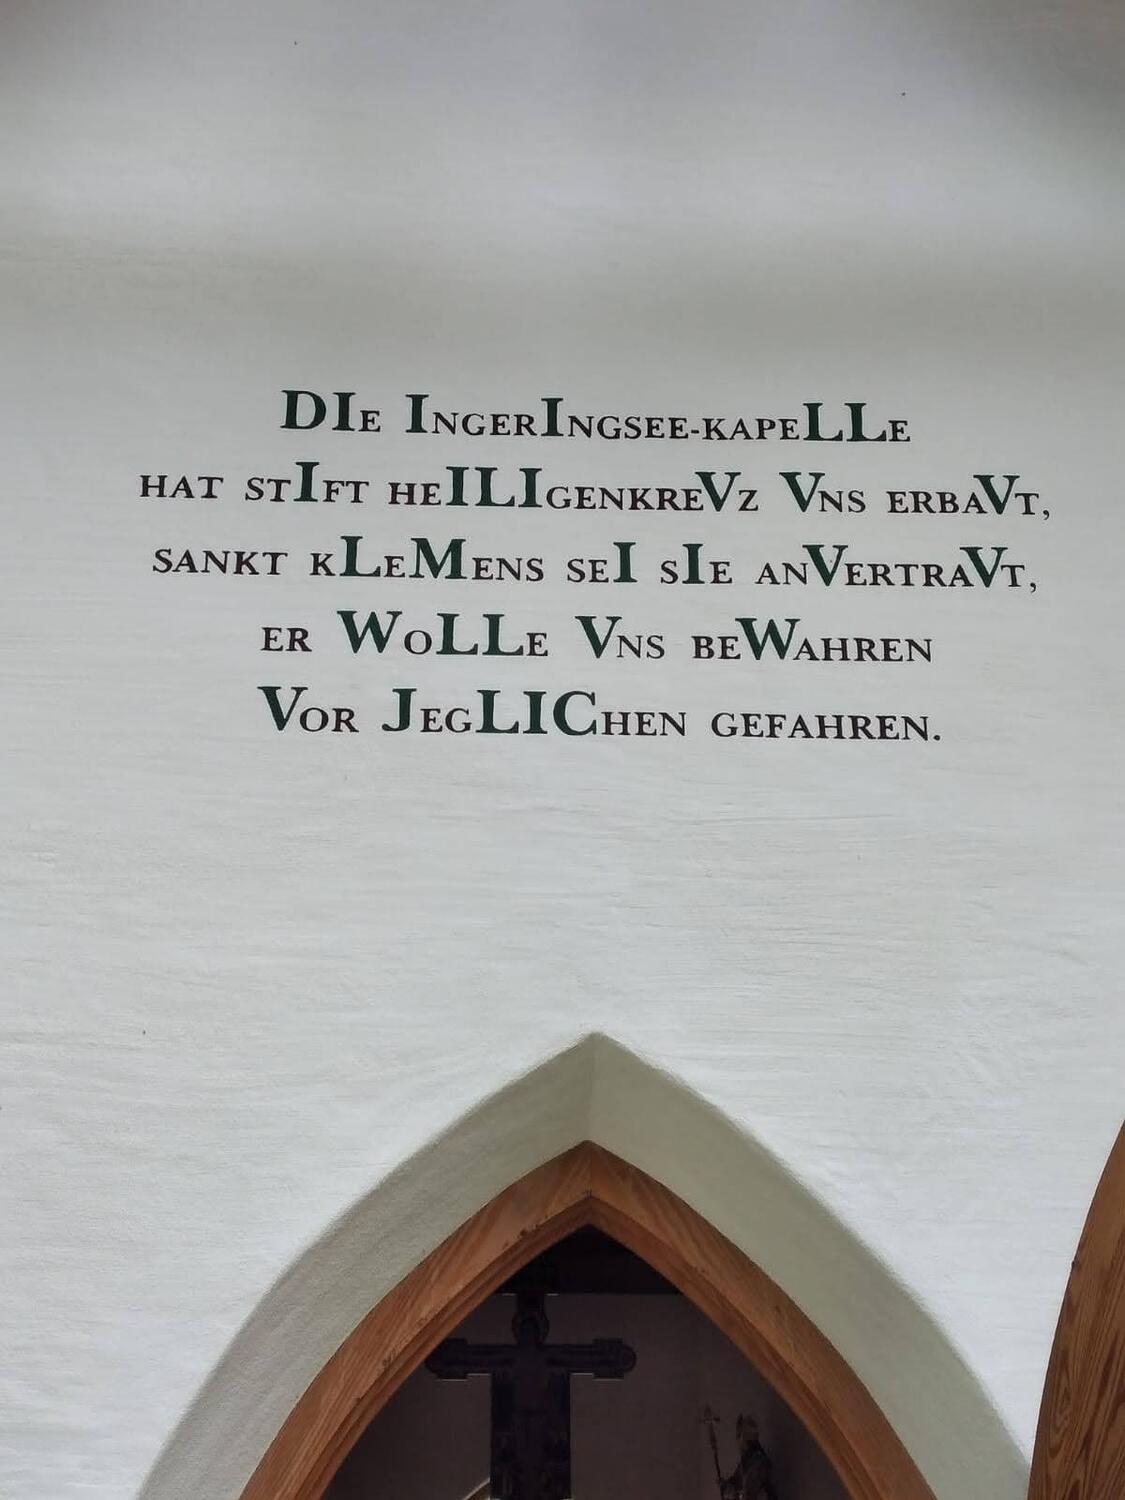 DIe IngerIngsee-kapeLLe
hat stIft heILIgenkreVz Vns erbaVt,
sankt kLeMens seI sIe anVertraVt,
er WoLLe Vns beWahren
Vor JegLIChen gefahren.